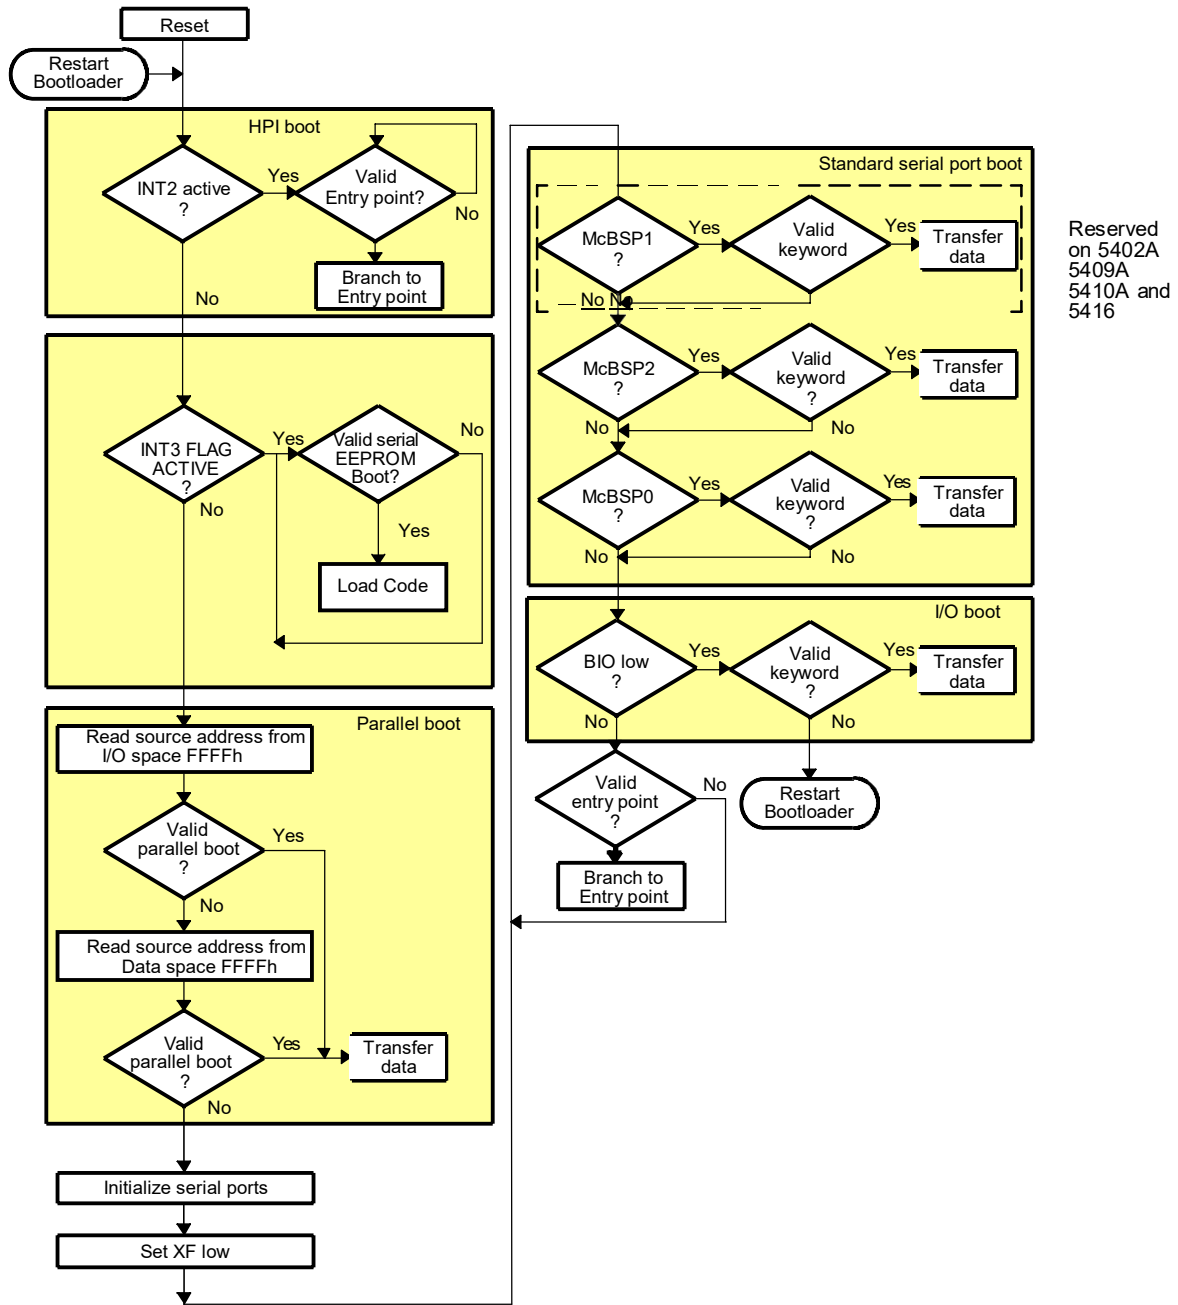 Reset
Restart
Bootloader
HPI boot
INT2 active
?
Yes
Valid
Entry point?
No
Branch to
Entry point
No
INT3 FLAG
ACTIVE
?
Yes
Valid serial
EEPROM
Boot?
No
No
Yes
Load Code
Parallel boot
Read source address from
I/O space FFFFh
Valid
parallel boot
?
Yes
No
Read source address from
Data space FFFFh
Valid
parallel boot
?
Yes
Transfer
data
No
Initialize serial ports
Set XF low
Standard serial port boot
McBSP1
?
Yes
Valid
keyword
Yes
Transfer
data
No No
Reserved
on 5402A
5409A
5410A and
5416
McBSP2
?
Yes
Valid
keyword
?
Yes
Transfer
data
No
No
McBSP0
?
Yes
Valid
keyword
?
Yes
Transfer
data
No
No
I/O boot
BIO low
?
Yes
Valid
keyword
?
Yes
Transfer
data
No
No
Valid
entry point
?
No
Restart
Bootloader
Branch to
Entry point